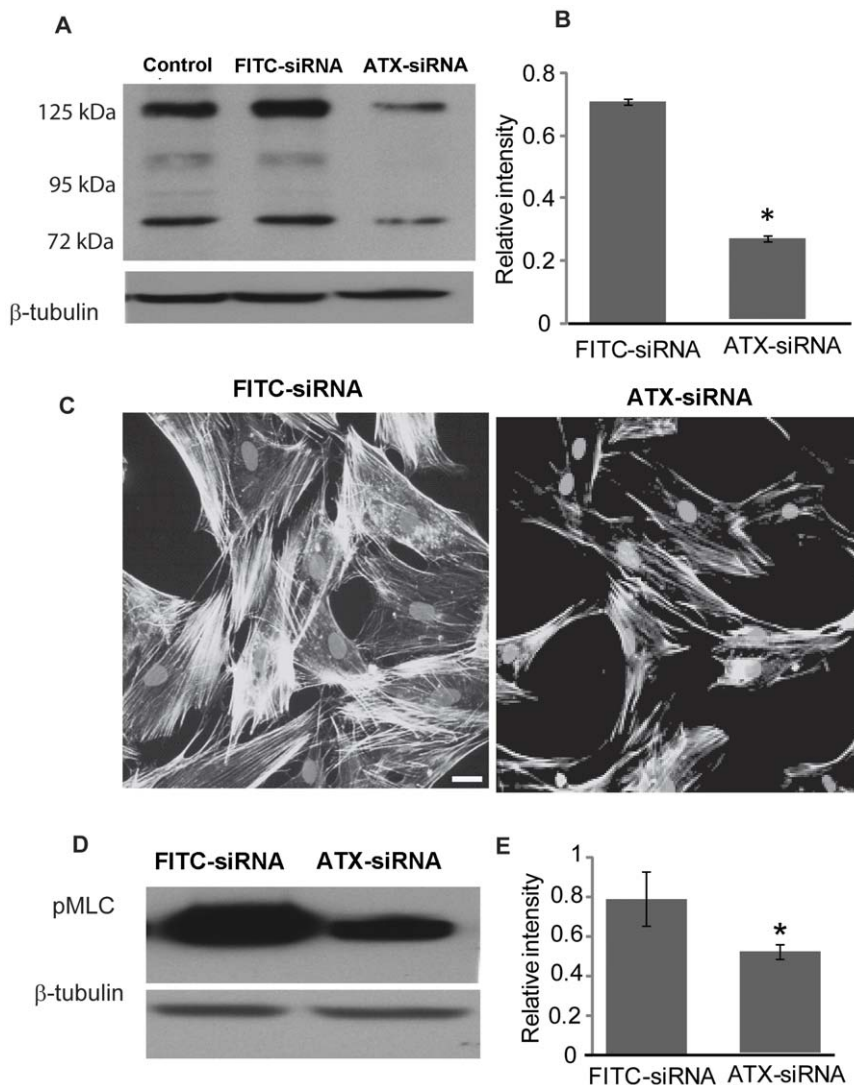 A
Control FITC-siRNA ATX-siRNA
125 kDa
95 kDa
72 kDa
β-tubulin
B
Relative intensity
0.8
0.6
0.4
0.2
0
*
FITC-siRNA ATX-siRNA
C
FITC-siRNA
ATX-siRNA
D
FITC-siRNA ATX-siRNA
pMLC
β-tubulin
E
Relative intensity
1
0.8
0.6
0.4
0.2
0
*
FITC-siRNA ATX-siRNA